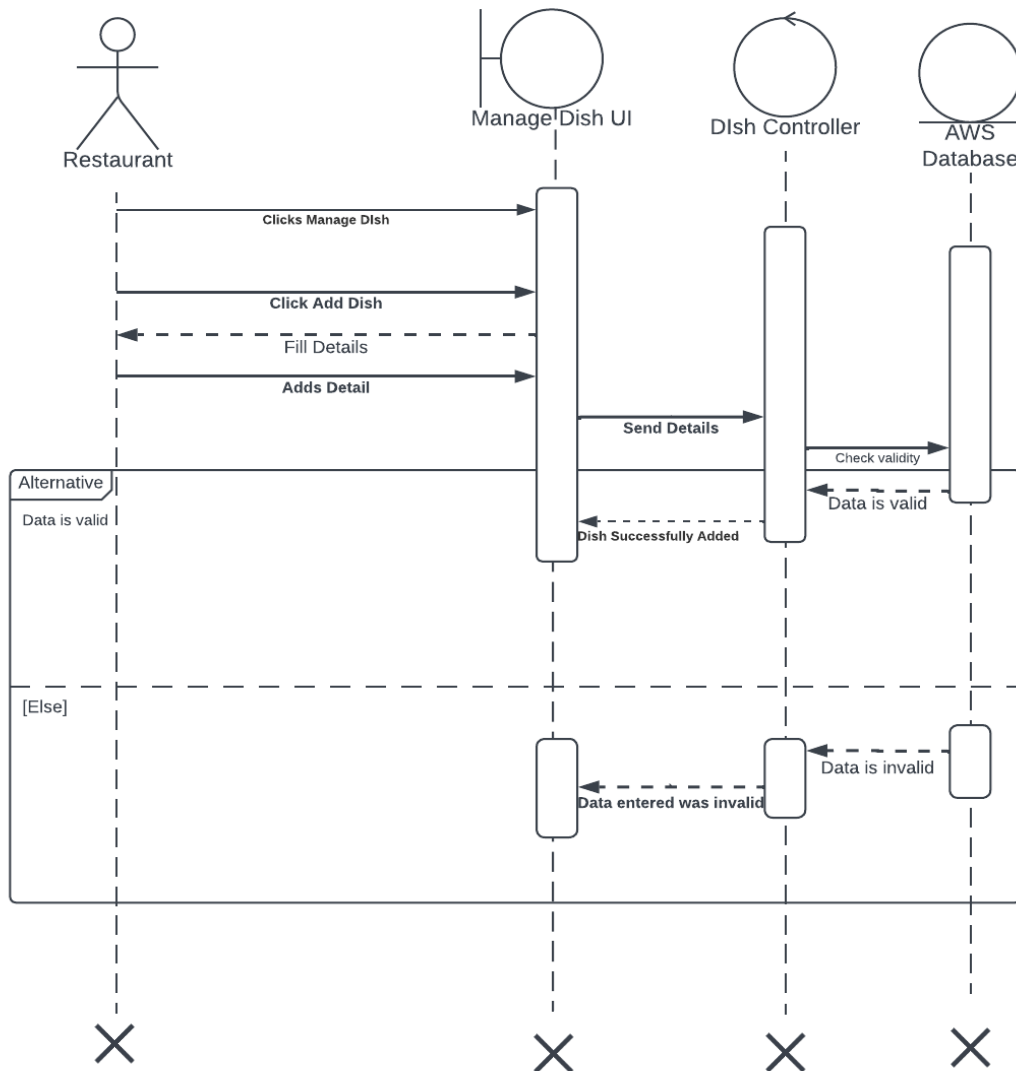 Restaurant
Manage Dish UI
DIsh Controller
AWS
Database
Clicks Manage DIsh
Click Add Dish
Fill Details
Adds Detail
Send Details
Check validity
Alternative
Data is valid
Data is valid
Dish Successfully Added
[Else]
Data is invalid
Data entered was invalid